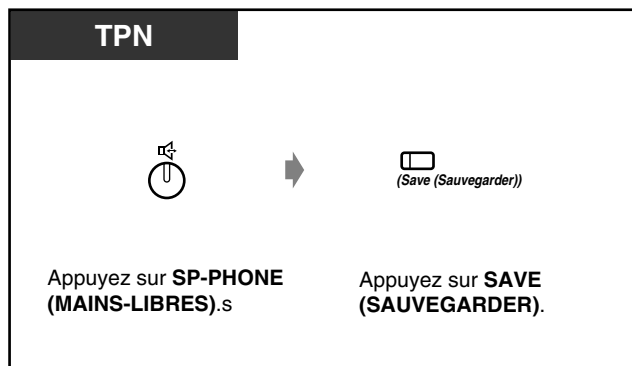 TPN
(Save (Sauvegarder))
Appuyez sur SP-PHONE
(MAINS-LIBRES).s
Appuyez sur SAVE
(SAUVEGARDER).